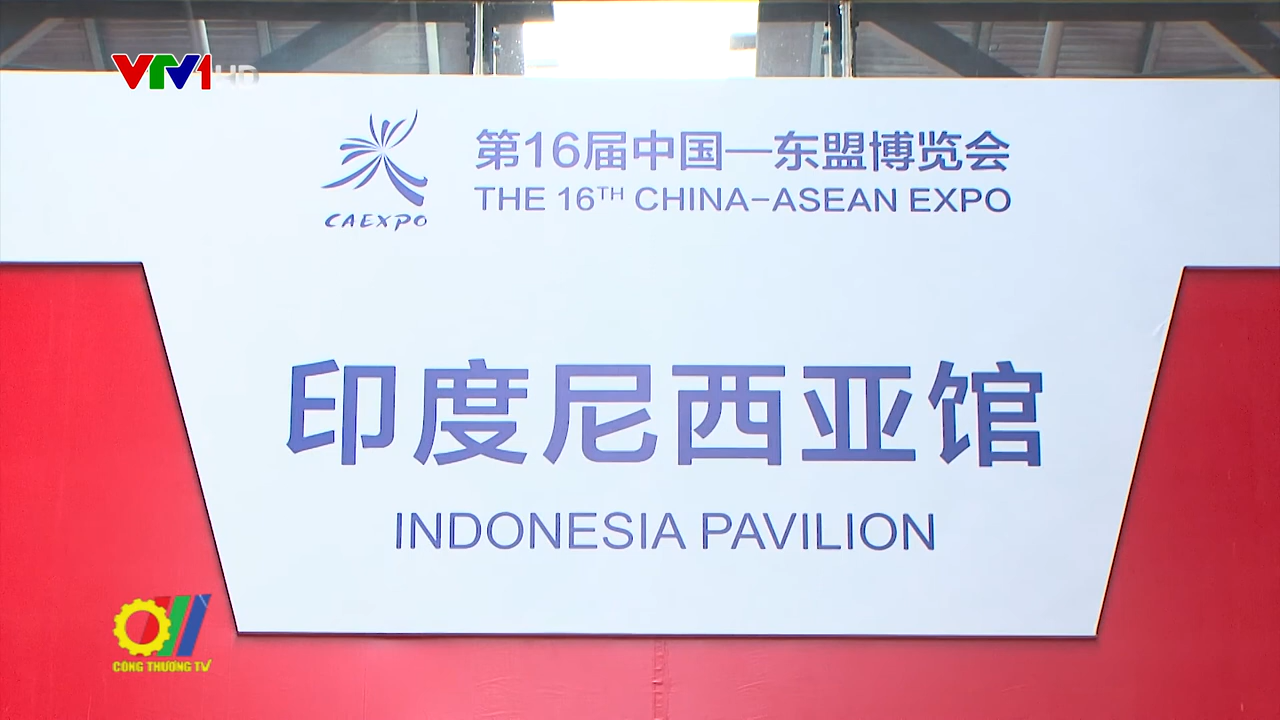 VTV1 HD
CAEXPO
第16届中国—东盟博览会
THE 16TH CHINA-ASEAN EXPO
印度尼西亚馆
INDONESIA PAVILION
CÔNG THƯƠNG TV